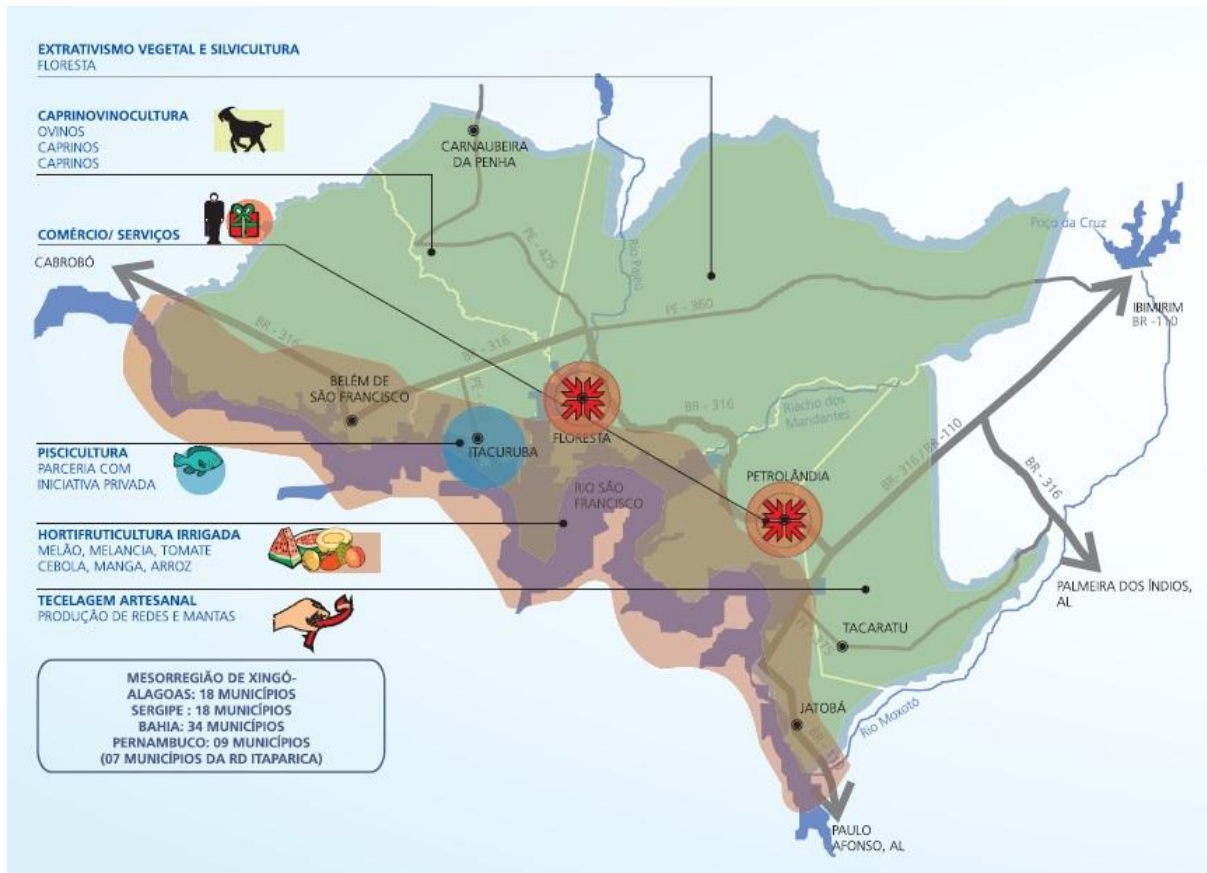 EXTRATIVISMO VEGETAL E SILVICULTURA
FLORESTA
CAPRINOVINOCULTURA
OVINOS
CAPRINOS
CAPRINOS
COMÉRCIO/ SERVIÇOS
CABROBÓ
PISCICULTURA
PARCERIA COM
INICIATIVA PRIVADA
HORTIFRUTICULTURA IRRIGADA
MELÃO, MELANCIA, TOMATE
CEBOLA, MANGA, ARROZ
TECELAGEM ARTESANAL
PRODUÇÃO DE REDES E MANTAS
MESORREGIÃO DE XINGÓ-
ALAGOAS: 18 MUNICÍPIOS
SERGIPE : 18 MUNICÍPIOS
BAHIA: 34 MUNICÍPIOS
PERNAMBUCO: 09 MUNICÍPIOS
(07 MUNICÍPIOS DA RD ITAPARICA)
CARNAUBEIRA
DA PENHA
PE - 425
Rio Pajeú
PE - 360
Poço da Cruz
IBIMIRIM
BR -110
BR - 316
BR - 316
PE -
BELÉM DE
SÃO FRANCISCO
ITACURUBA
FLORESTA
BR - 316
Riacho dos
Mandantes
RIO SÃO
FRANCISCO
PETROLÂNDIA
BR - 316 / BR -110
BR - 316
PALMEIRA DOS ÍNDIOS,
AL
TACARATU
JATOBÁ
Rio Moxotó
PAULO
AFONSO, AL